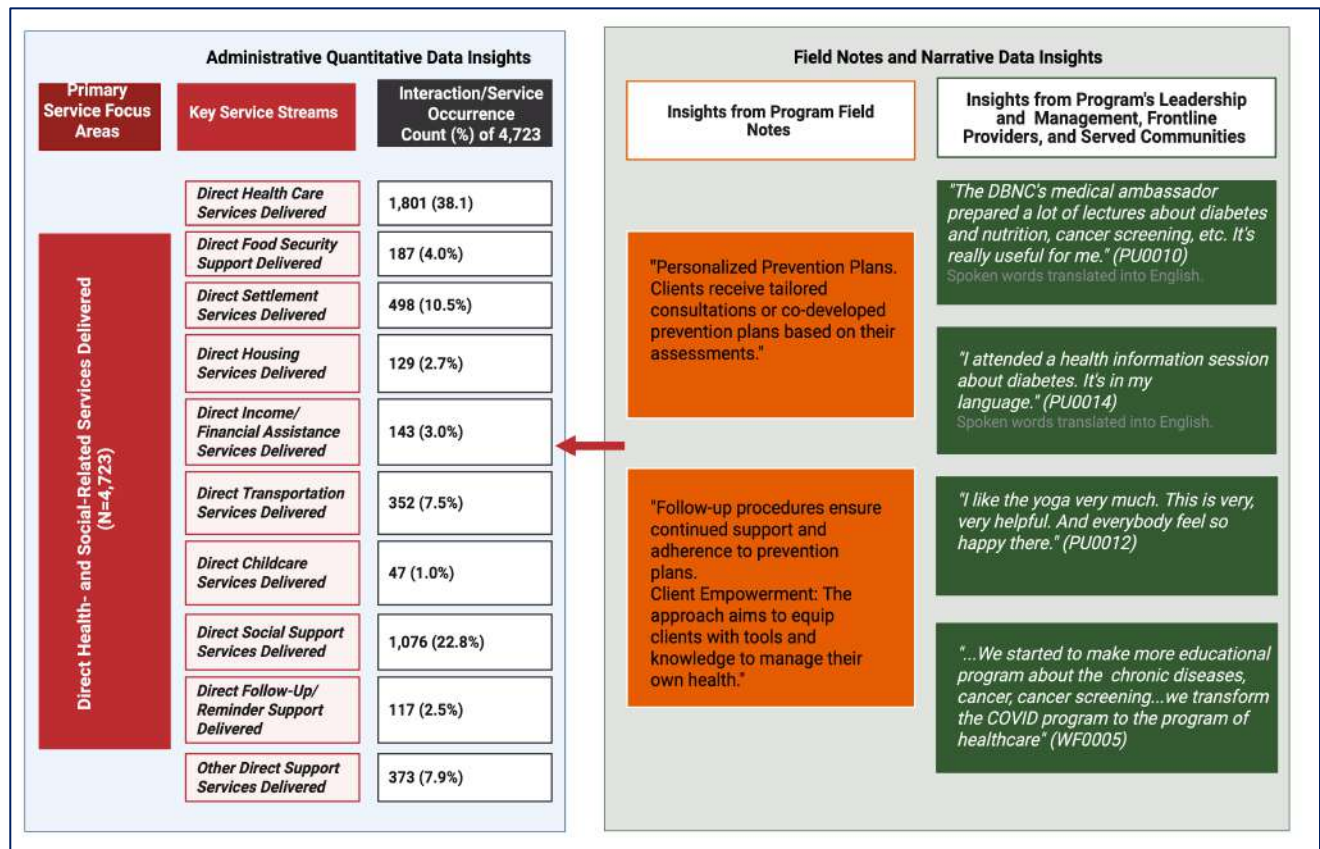 Administrative Quantitative Data Insights
Primary
Service Focus
Areas
Key Service Streams
Interaction/Service
Occurrence
Count (%) of 4,723
Direct Health- and Social-Related Services Delivered
(N=4,723)
Direct Health Care
Services Delivered
1,801 (38.1)
Direct Food Security
Support Delivered
187 (4.0%)
Direct Settlement
Services Delivered
498 (10.5%)
Direct Housing
Services Delivered
129 (2.7%)
Direct Income/
Financial Assistance
Services Delivered
143 (3.0%)
Direct Transportation
Services Delivered
352 (7.5%)
Direct Childcare
Services Delivered
47 (1.0%)
Direct Social Support
Services Delivered
1,076 (22.8%)
Direct Follow-Up/
Reminder Support
Delivered
117 (2.5%)
Other Direct Support
Services Delivered
373 (7.9%)
Field Notes and Narrative Data Insights
Insights from Program Field
Notes
"Personalized Prevention Plans.
Clients receive tailored
consultations or co-developed
prevention plans based on their
assessments."
"Follow-up procedures ensure
continued support and
adherence to prevention
plans.
Client Empowerment: The
approach aims to equip
clients with tools and
knowledge to manage their
own health."
Insights from Program's Leadership
and Management, Frontline
Providers, and Served Communities
"The DBNC's medical ambassador
prepared a lot of lectures about diabetes
and nutrition, cancer screening, etc. It's
really useful for me." (PU0010)
Spoken words translated into English.
"I attended a health information session
about diabetes. It's in my
language." (PU0014)
Spoken words translated into English.
"I like the yoga very much. This is very,
very helpful. And everybody feel so
happy there." (PU0012)
"...We started to make more educational
program about the chronic diseases,
cancer, cancer screening...we transform
the COVID program to the program of
healthcare" (WF0005)